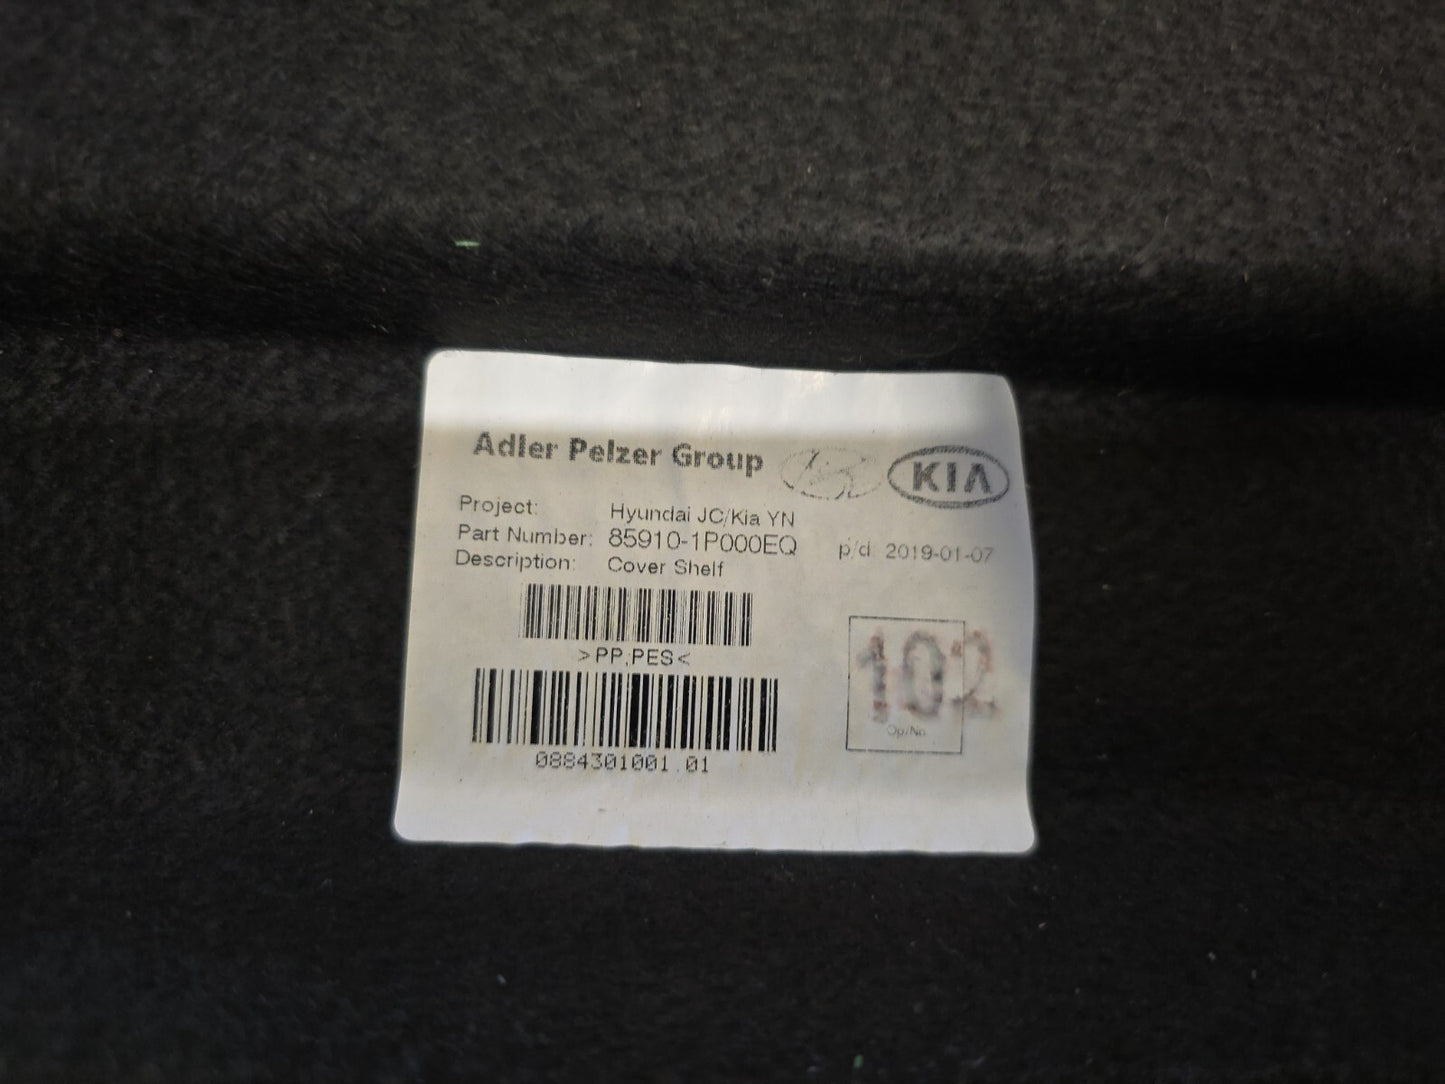 Adler Pelzer Group
KIA
Project: Hyundai JC/Kia YN
Part Number: 85910-1P000EQ p/d: 2019-01-07
Description: Cover Shelf
>PP,PES<
102
Op/No
0884301001.01